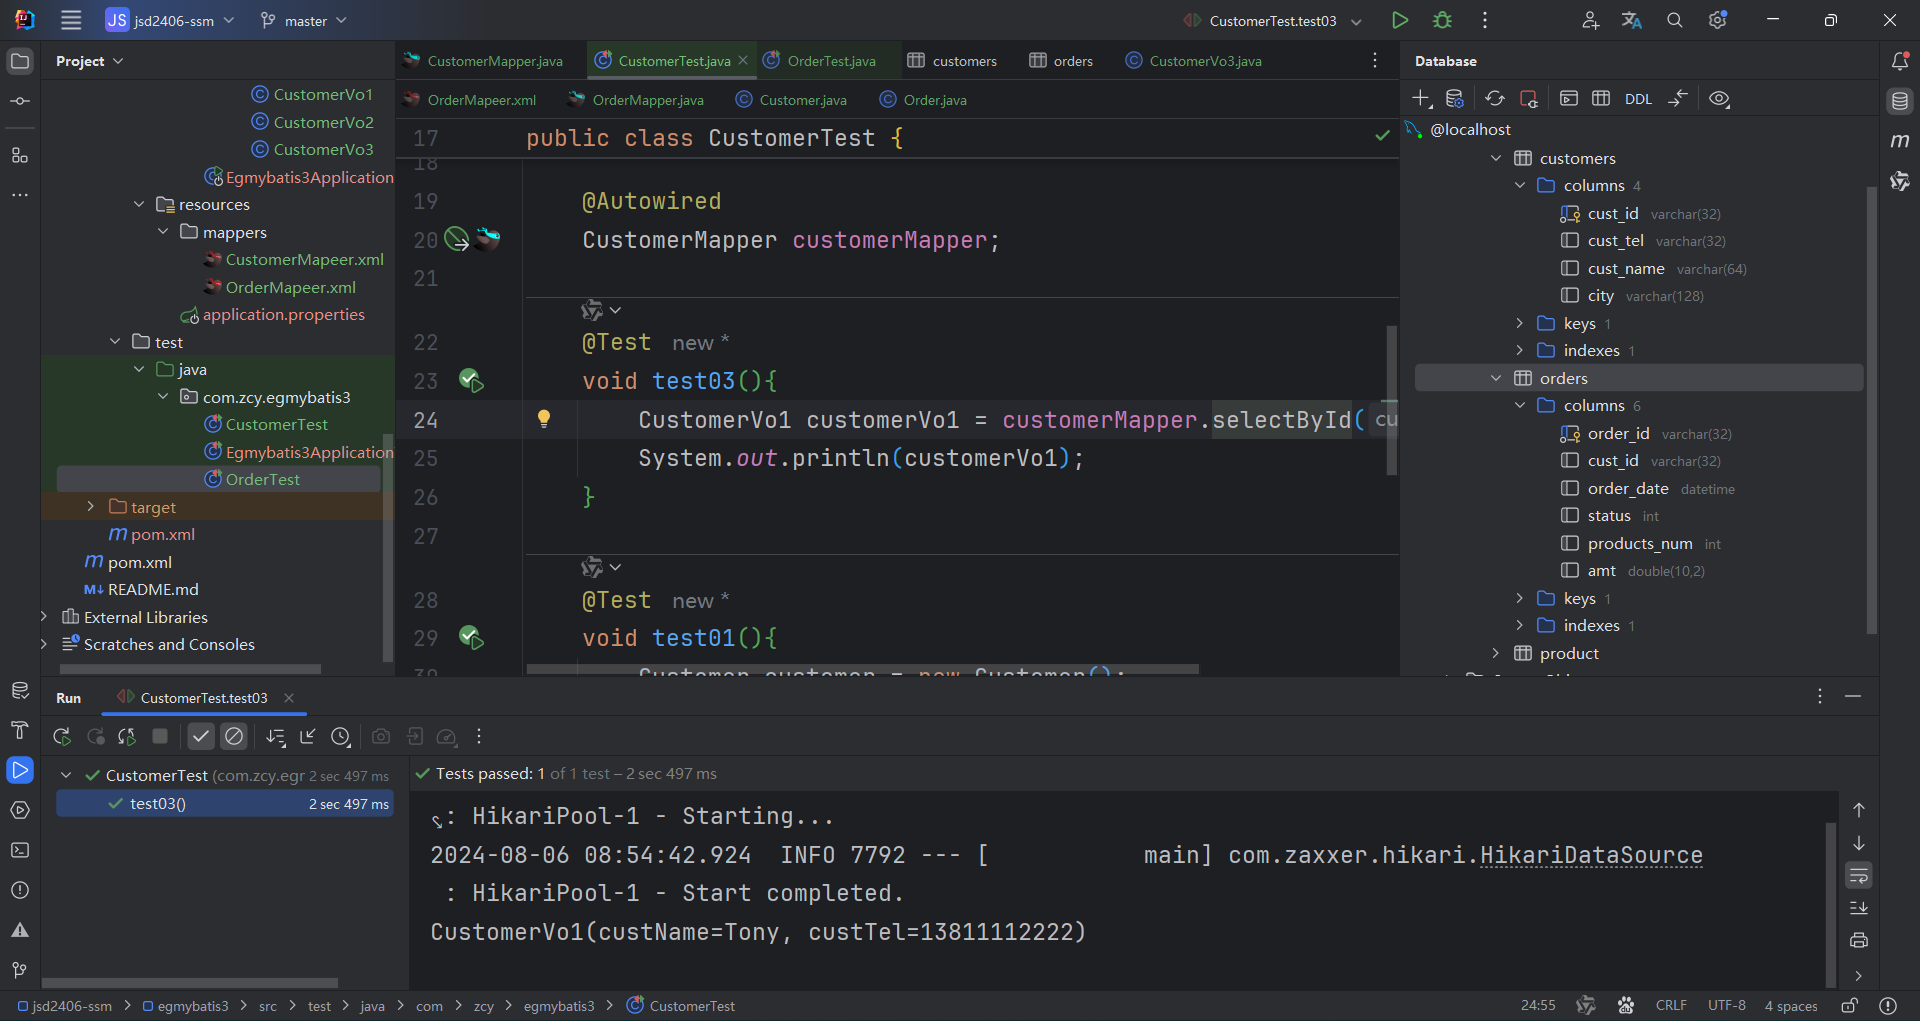 JS jsd2406-ssm master CustomerTest.test03
Project
CustomerVo1
CustomerVo2
CustomerVo3
Egmybatis3Application
resources
mappers
CustomerMapeer.xml
OrderMapeer.xml
application.properties
test
java
com.zcy.egmybatis3
CustomerTest
Egmybatis3Application
OrderTest
target
m pom.xml
m pom.xml
M↓ README.md
External Libraries
Scratches and Consoles
CustomerMapper.java CustomerTest.java OrderTest.java customers orders CustomerVo3.java
OrderMapeer.xml OrderMapper.java Customer.java Order.java
17 public class CustomerTest {
18
19 @Autowired
20 CustomerMapper customerMapper;
21
22 @Test new *
23 void test03(){
24 CustomerVo1 customerVo1 = customerMapper.selectById( cu
25 System.out.println(customerVo1);
26 }
27
28 @Test new *
29 void test01(){
30 Customer customer = new Customer();
Database
DDL
@localhost
customers
columns 4
cust_id varchar(32)
cust_tel varchar(32)
cust_name varchar(64)
city varchar(128)
keys 1
indexes 1
orders
columns 6
order_id varchar(32)
cust_id varchar(32)
order_date datetime
status int
products_num int
amt double(10,2)
keys 1
indexes 1
product
m
Run CustomerTest.test03
CustomerTest (com.zcy.egr 2 sec 497 ms
test03() 2 sec 497 ms
Tests passed: 1 of 1 test – 2 sec 497 ms
: HikariPool-1 - Starting...
2024-08-06 08:54:42.924  INFO 7792 --- [           main] com.zaxxer.hikari.HikariDataSource
: HikariPool-1 - Start completed.
CustomerVo1(custName=Tony, custTel=13811112222)
jsd2406-ssm > egmybatis3 > src > test > java > com > zcy > egmybatis3 > CustomerTest
24:55 CRLF UTF-8 4 spaces